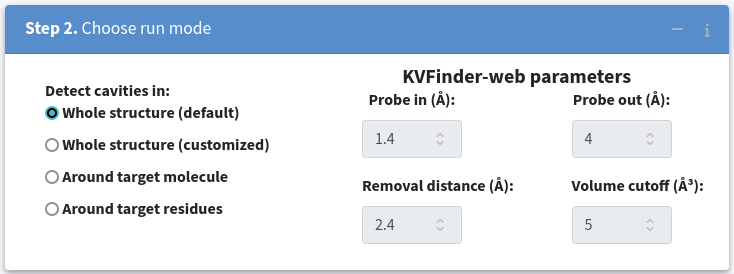 Step 2. Choose run mode
Detect cavities in:
Whole structure (default)
Whole structure (customized)
Around target molecule
Around target residues
KVFinder-web parameters
Probe in (Å): Probe out (Å):
1.4 4
Removal distance (Å): Volume cutoff (Å³):
2.4 5